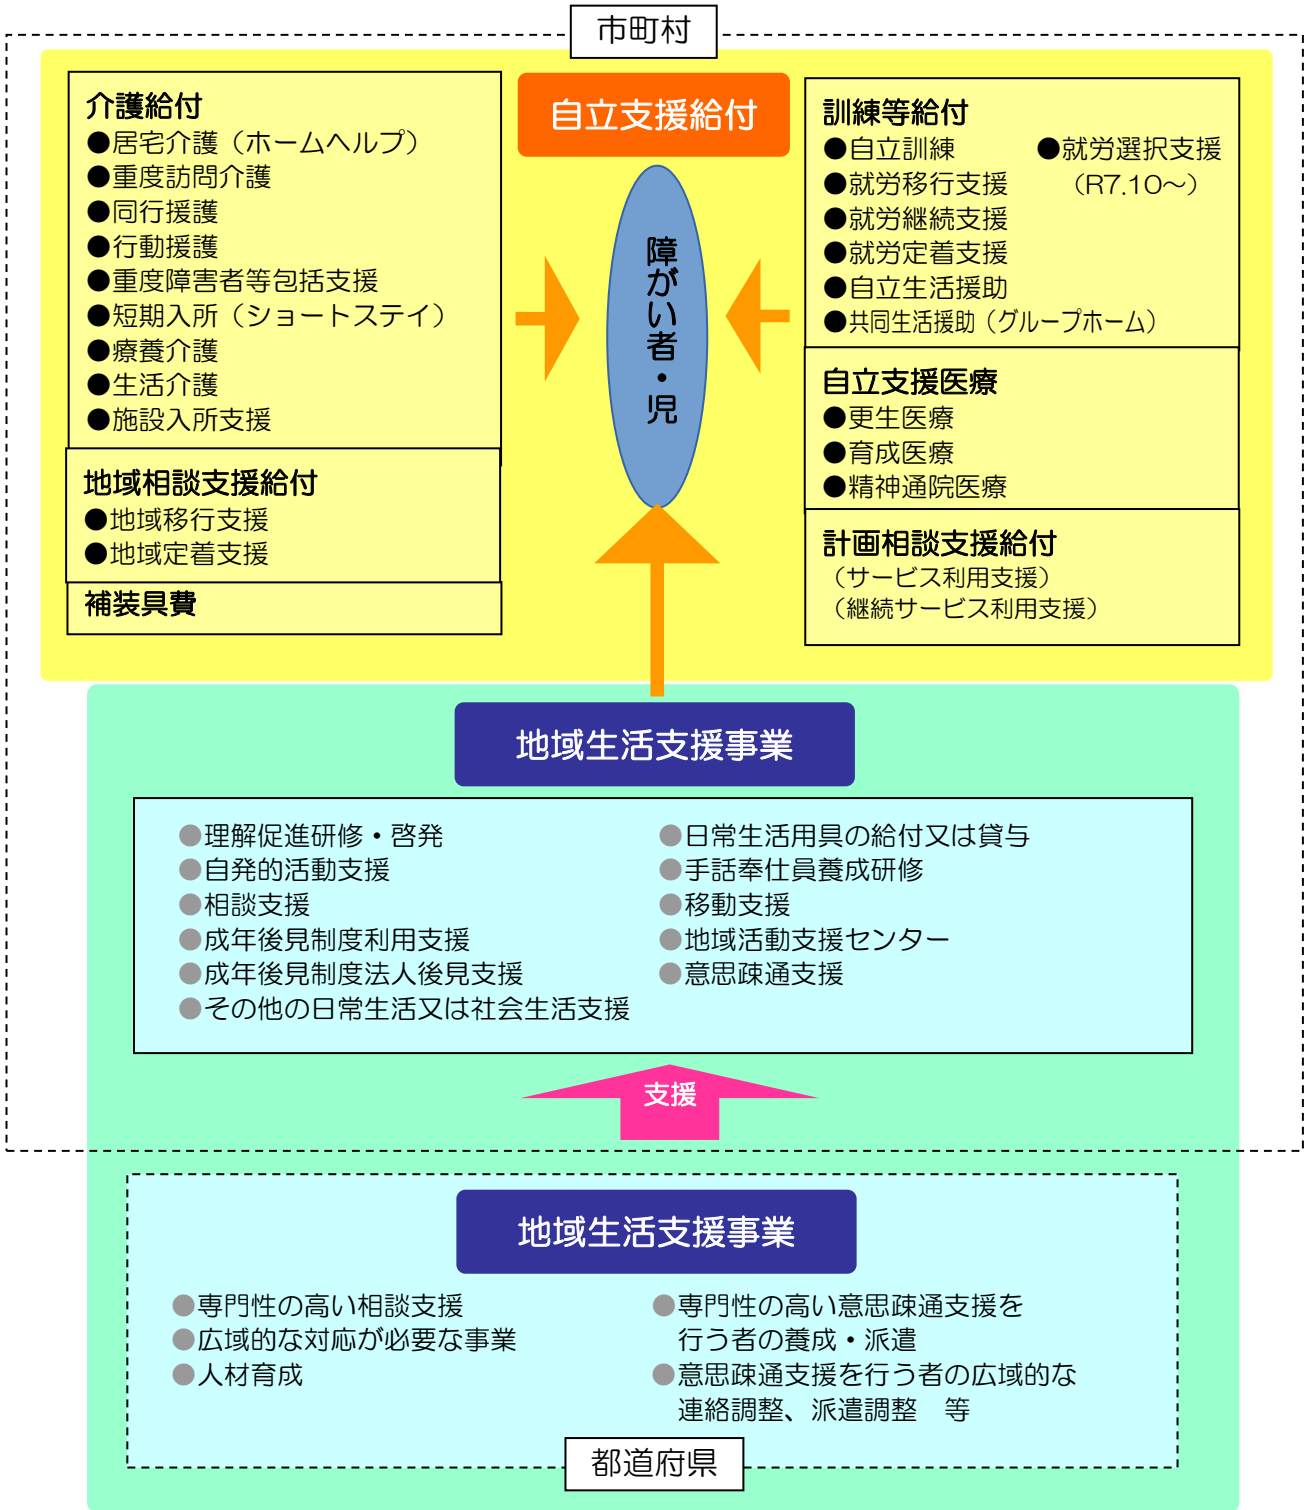 市町村
自立支援給付
介護給付
●居宅介護（ホームヘルプ）
●重度訪問介護
●同行援護
●行動援護
●重度障害者等包括支援
●短期入所（ショートステイ）
●療養介護
●生活介護
●施設入所支援
地域相談支援給付
●地域移行支援
●地域定着支援
補装具費
障がい者・児
訓練等給付
●自立訓練　●就労選択支援
●就労移行支援　（R7.10～）
●就労継続支援
●就労定着支援
●自立生活援助
●共同生活援助（グループホーム）
自立支援医療
●更生医療
●育成医療
●精神通院医療
計画相談支援給付
（サービス利用支援）
（継続サービス利用支援）
地域生活支援事業
●理解促進研修・啓発
●自発的活動支援
●相談支援
●成年後見制度利用支援
●成年後見制度法人後見支援
●その他の日常生活又は社会生活支援
●日常生活用具の給付又は貸与
●手話奉仕員養成研修
●移動支援
●地域活動支援センター
●意思疎通支援
支援
地域生活支援事業
●専門性の高い相談支援
●広域的な対応が必要な事業
●人材育成
●専門性の高い意思疎通支援を
行う者の養成・派遣
●意思疎通支援を行う者の広域的な
連絡調整、派遣調整　等
都道府県